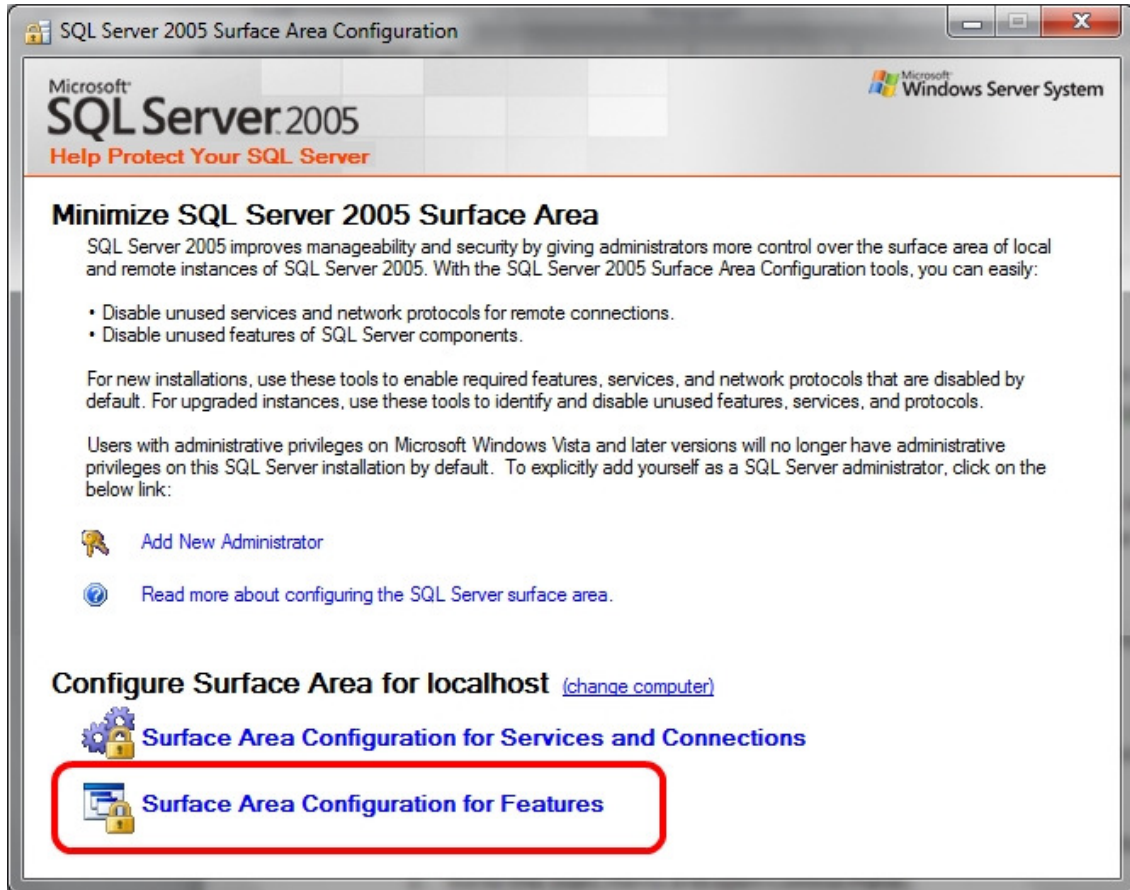 SQL Server 2005 Surface Area Configuration
Microsoft
SQL Server 2005
Help Protect Your SQL Server
Microsoft
Windows Server System
Minimize SQL Server 2005 Surface Area
SQL Server 2005 improves manageability and security by giving administrators more control over the surface area of local
and remote instances of SQL Server 2005. With the SQL Server 2005 Surface Area Configuration tools, you can easily:
• Disable unused services and network protocols for remote connections.
• Disable unused features of SQL Server components.
For new installations, use these tools to enable required features, services, and network protocols that are disabled by
default. For upgraded instances, use these tools to identify and disable unused features, services, and protocols.
Users with administrative privileges on Microsoft Windows Vista and later versions will no longer have administrative
privileges on this SQL Server installation by default. To explicitly add yourself as a SQL Server administrator, click on the
below link:
Add New Administrator
Read more about configuring the SQL Server surface area.
Configure Surface Area for localhost (change computer)
Surface Area Configuration for Services and Connections
Surface Area Configuration for Features